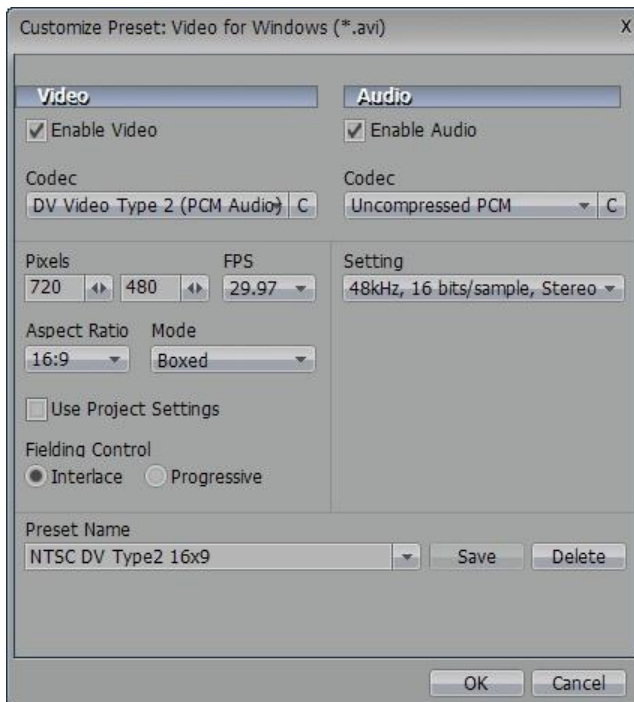 Customize Preset: Video for Windows (*.avi)
X
Video
Enable Video
Codec
DV Video Type 2 (PCM Audio)
C
Pixels
FPS
720
480
29.97
Aspect Ratio
Mode
16:9
Boxed
Use Project Settings
Fielding Control
Interlace
Progressive
Audio
Enable Audio
Codec
Uncompressed PCM
C
Setting
48kHz, 16 bits/sample, Stereo
Preset Name
NTSC DV Type2 16x9
Save
Delete
OK
Cancel